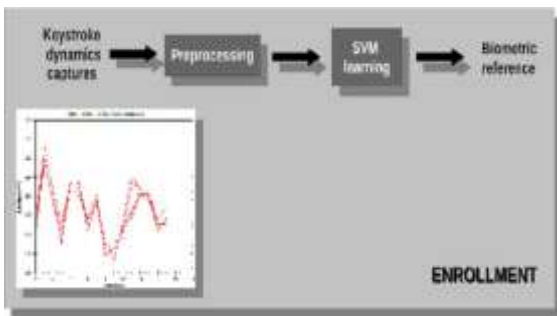 Keystroke
dynamics
captures
Preprocessing
SVM
learning
Biometric
reference
ENROLLMENT